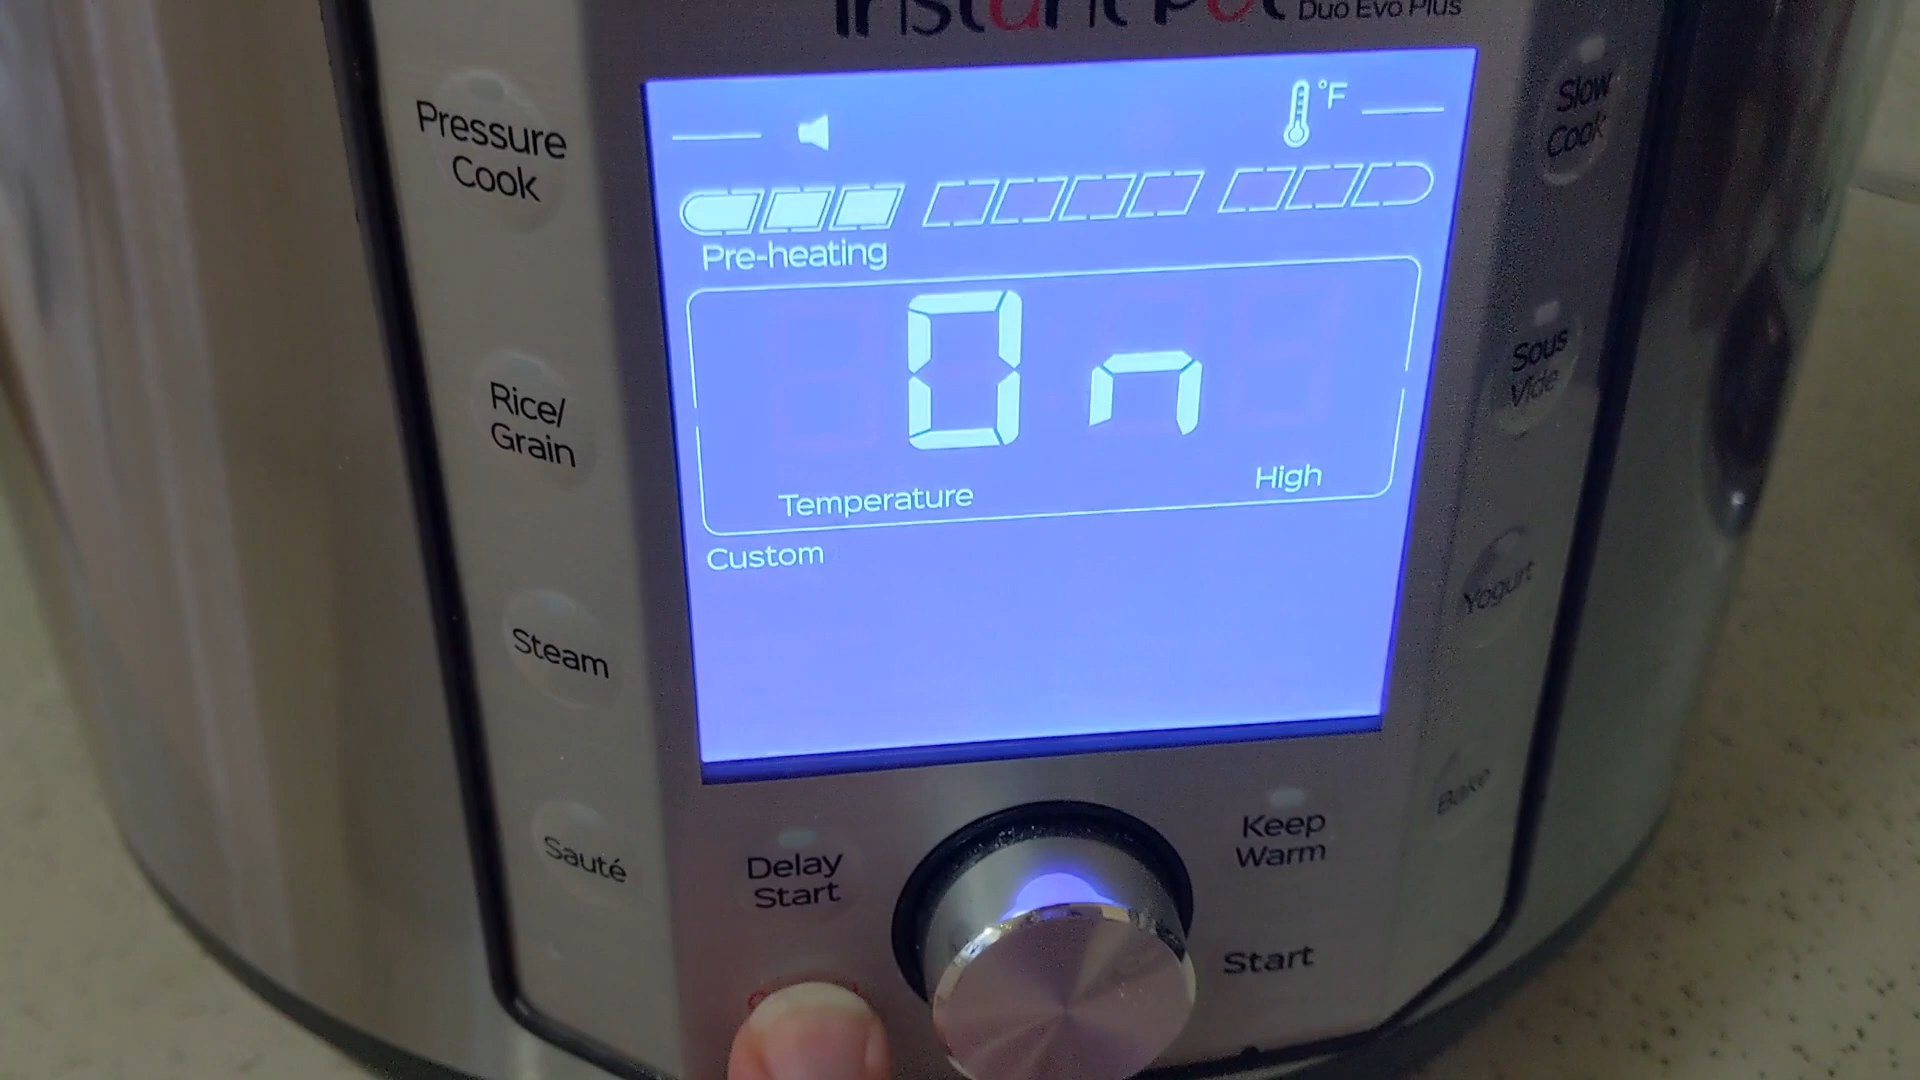 Instant Pot Duo Evo Plus
Pressure
Cook
Rice/
Grain
Steam
Sauté
°F
Pre-heating
On
Temperature High
Custom
Slow
Cook
Sous
Vide
Yogurt
Bake
Delay
Start
Keep
Warm
Start